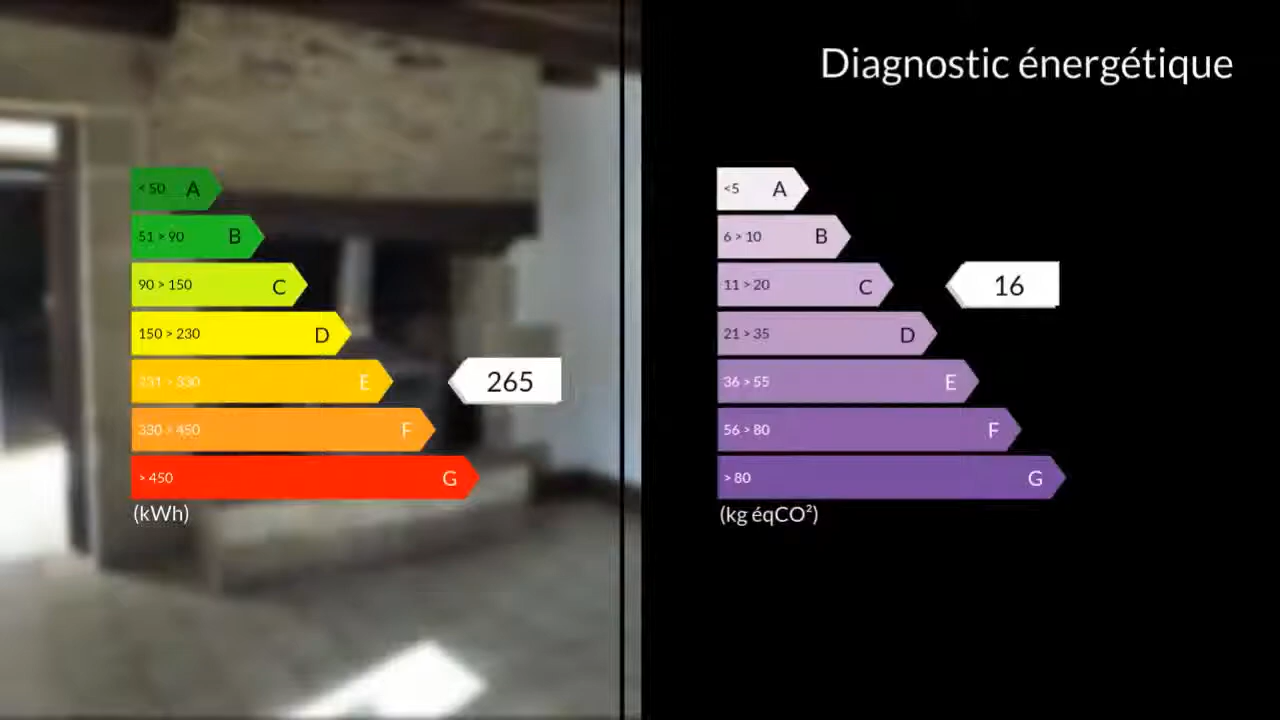 Diagnostic énergétique
< 50 A
51 > 90 B
90 > 150 C
150 > 230 D
231 > 330 E
265
330 > 450 F
> 450 G
(kWh)
<5 A
6 > 10 B
11 > 20 C
16
21 > 35 D
36 > 55 E
56 > 80 F
> 80 G
(kg éqCO²)